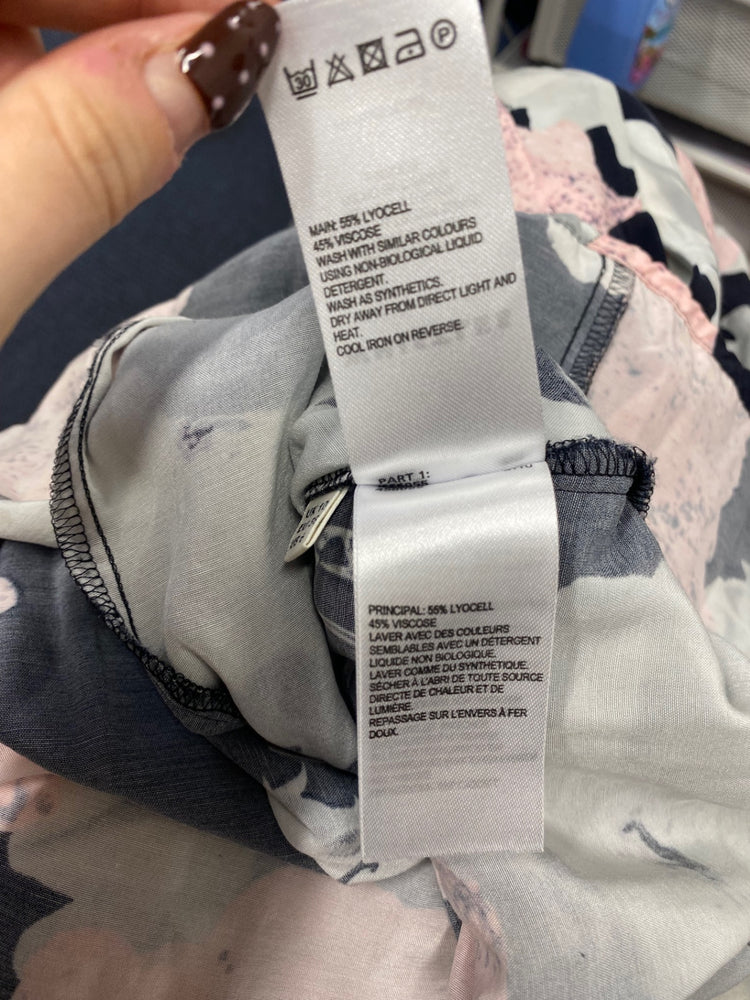 30
P
MAIN: 55% LYOCELL
45% VISCOSE
WASH WITH SIMILAR COLOURS
USING NON-BIOLOGICAL LIQUID
DETERGENT.
WASH AS SYNTHETICS.
DRY AWAY FROM DIRECT LIGHT AND
HEAT.
COOL IRON ON REVERSE.
PART 1:
UK 10
PRINCIPAL: 55% LYOCELL
45% VISCOSE
LAVER AVEC DES COULEURS
SEMBLABLES AVEC UN DÉTERGENT
LIQUIDE NON BIOLOGIQUE.
LAVER COMME DU SYNTHETIQUE.
SÉCHER À L'ABRI DE TOUTE SOURCE
DIRECTE DE CHALEUR ET DE
LUMIÈRE.
REPASSAGE SUR L'ENVERS À FER
DOUX.